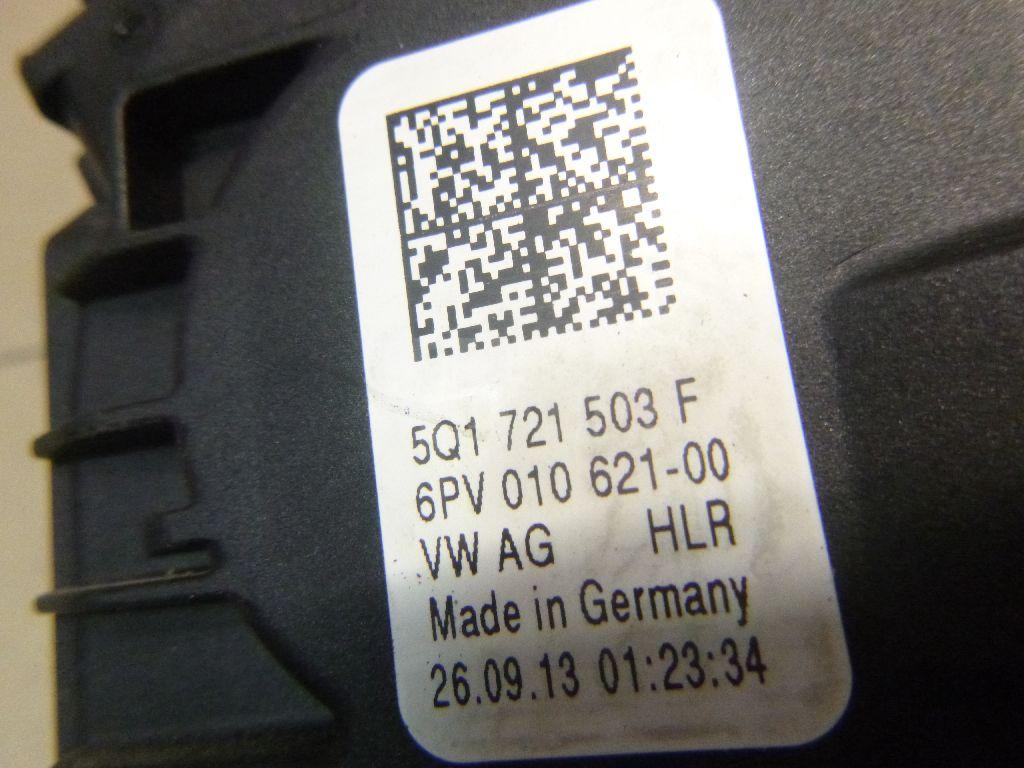 5Q1 721 503 F
6PV 010 621-00
VW AG HLR
Made in Germany
26.09.13 01:23:34